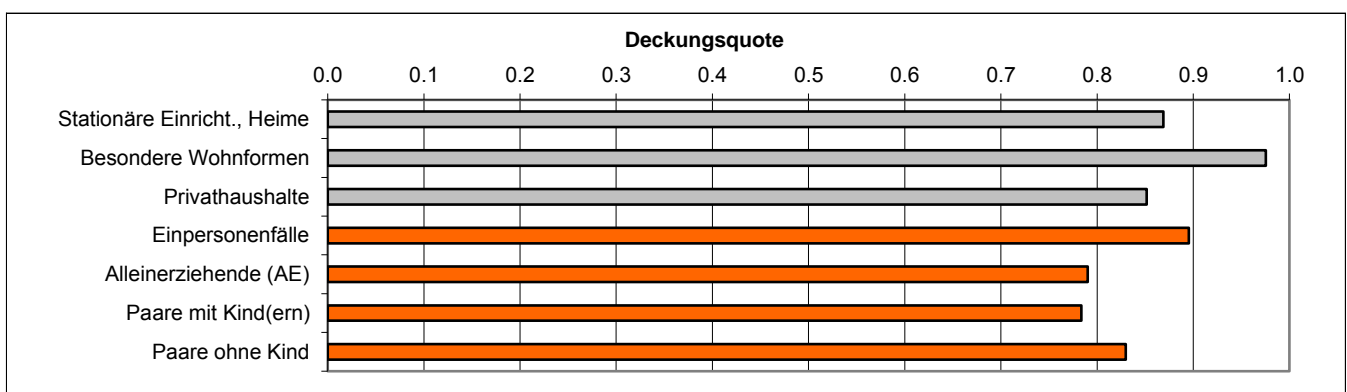 Deckungsquote
0.0 0.1 0.2 0.3 0.4 0.5 0.6 0.7 0.8 0.9 1.0
Stationäre Einricht., Heime
Besondere Wohnformen
Privathaushalte
Einpersonenfälle
Alleinerziehende (AE)
Paare mit Kind(ern)
Paare ohne Kind